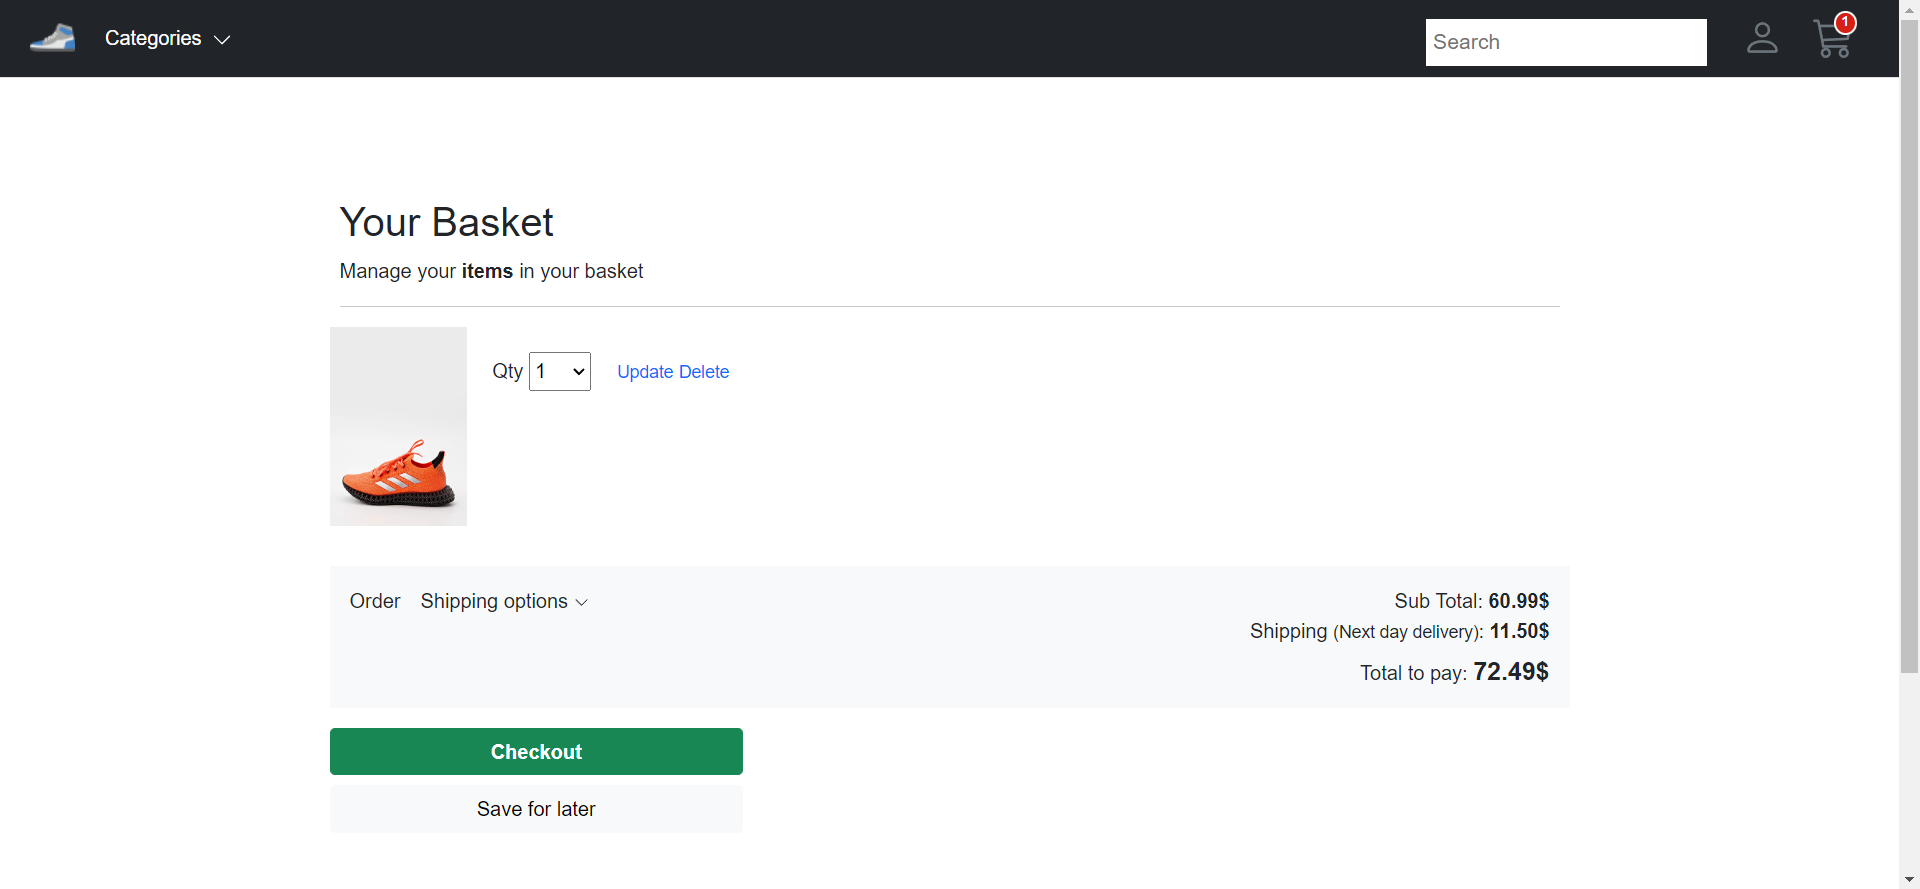 Categories
Search
1
Your Basket
Manage your items in your basket
Qty 1 Update Delete
Order Shipping options Sub Total: 60.99$
Shipping (Next day delivery): 11.50$
Total to pay: 72.49$
Checkout
Save for later